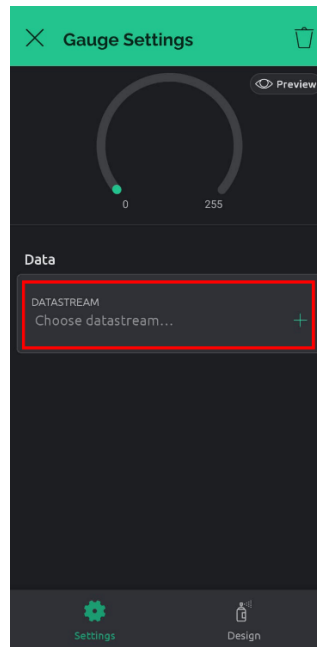 Gauge Settings
Preview
0 255
Data
DATASTREAM
Choose datastream...
Settings Design